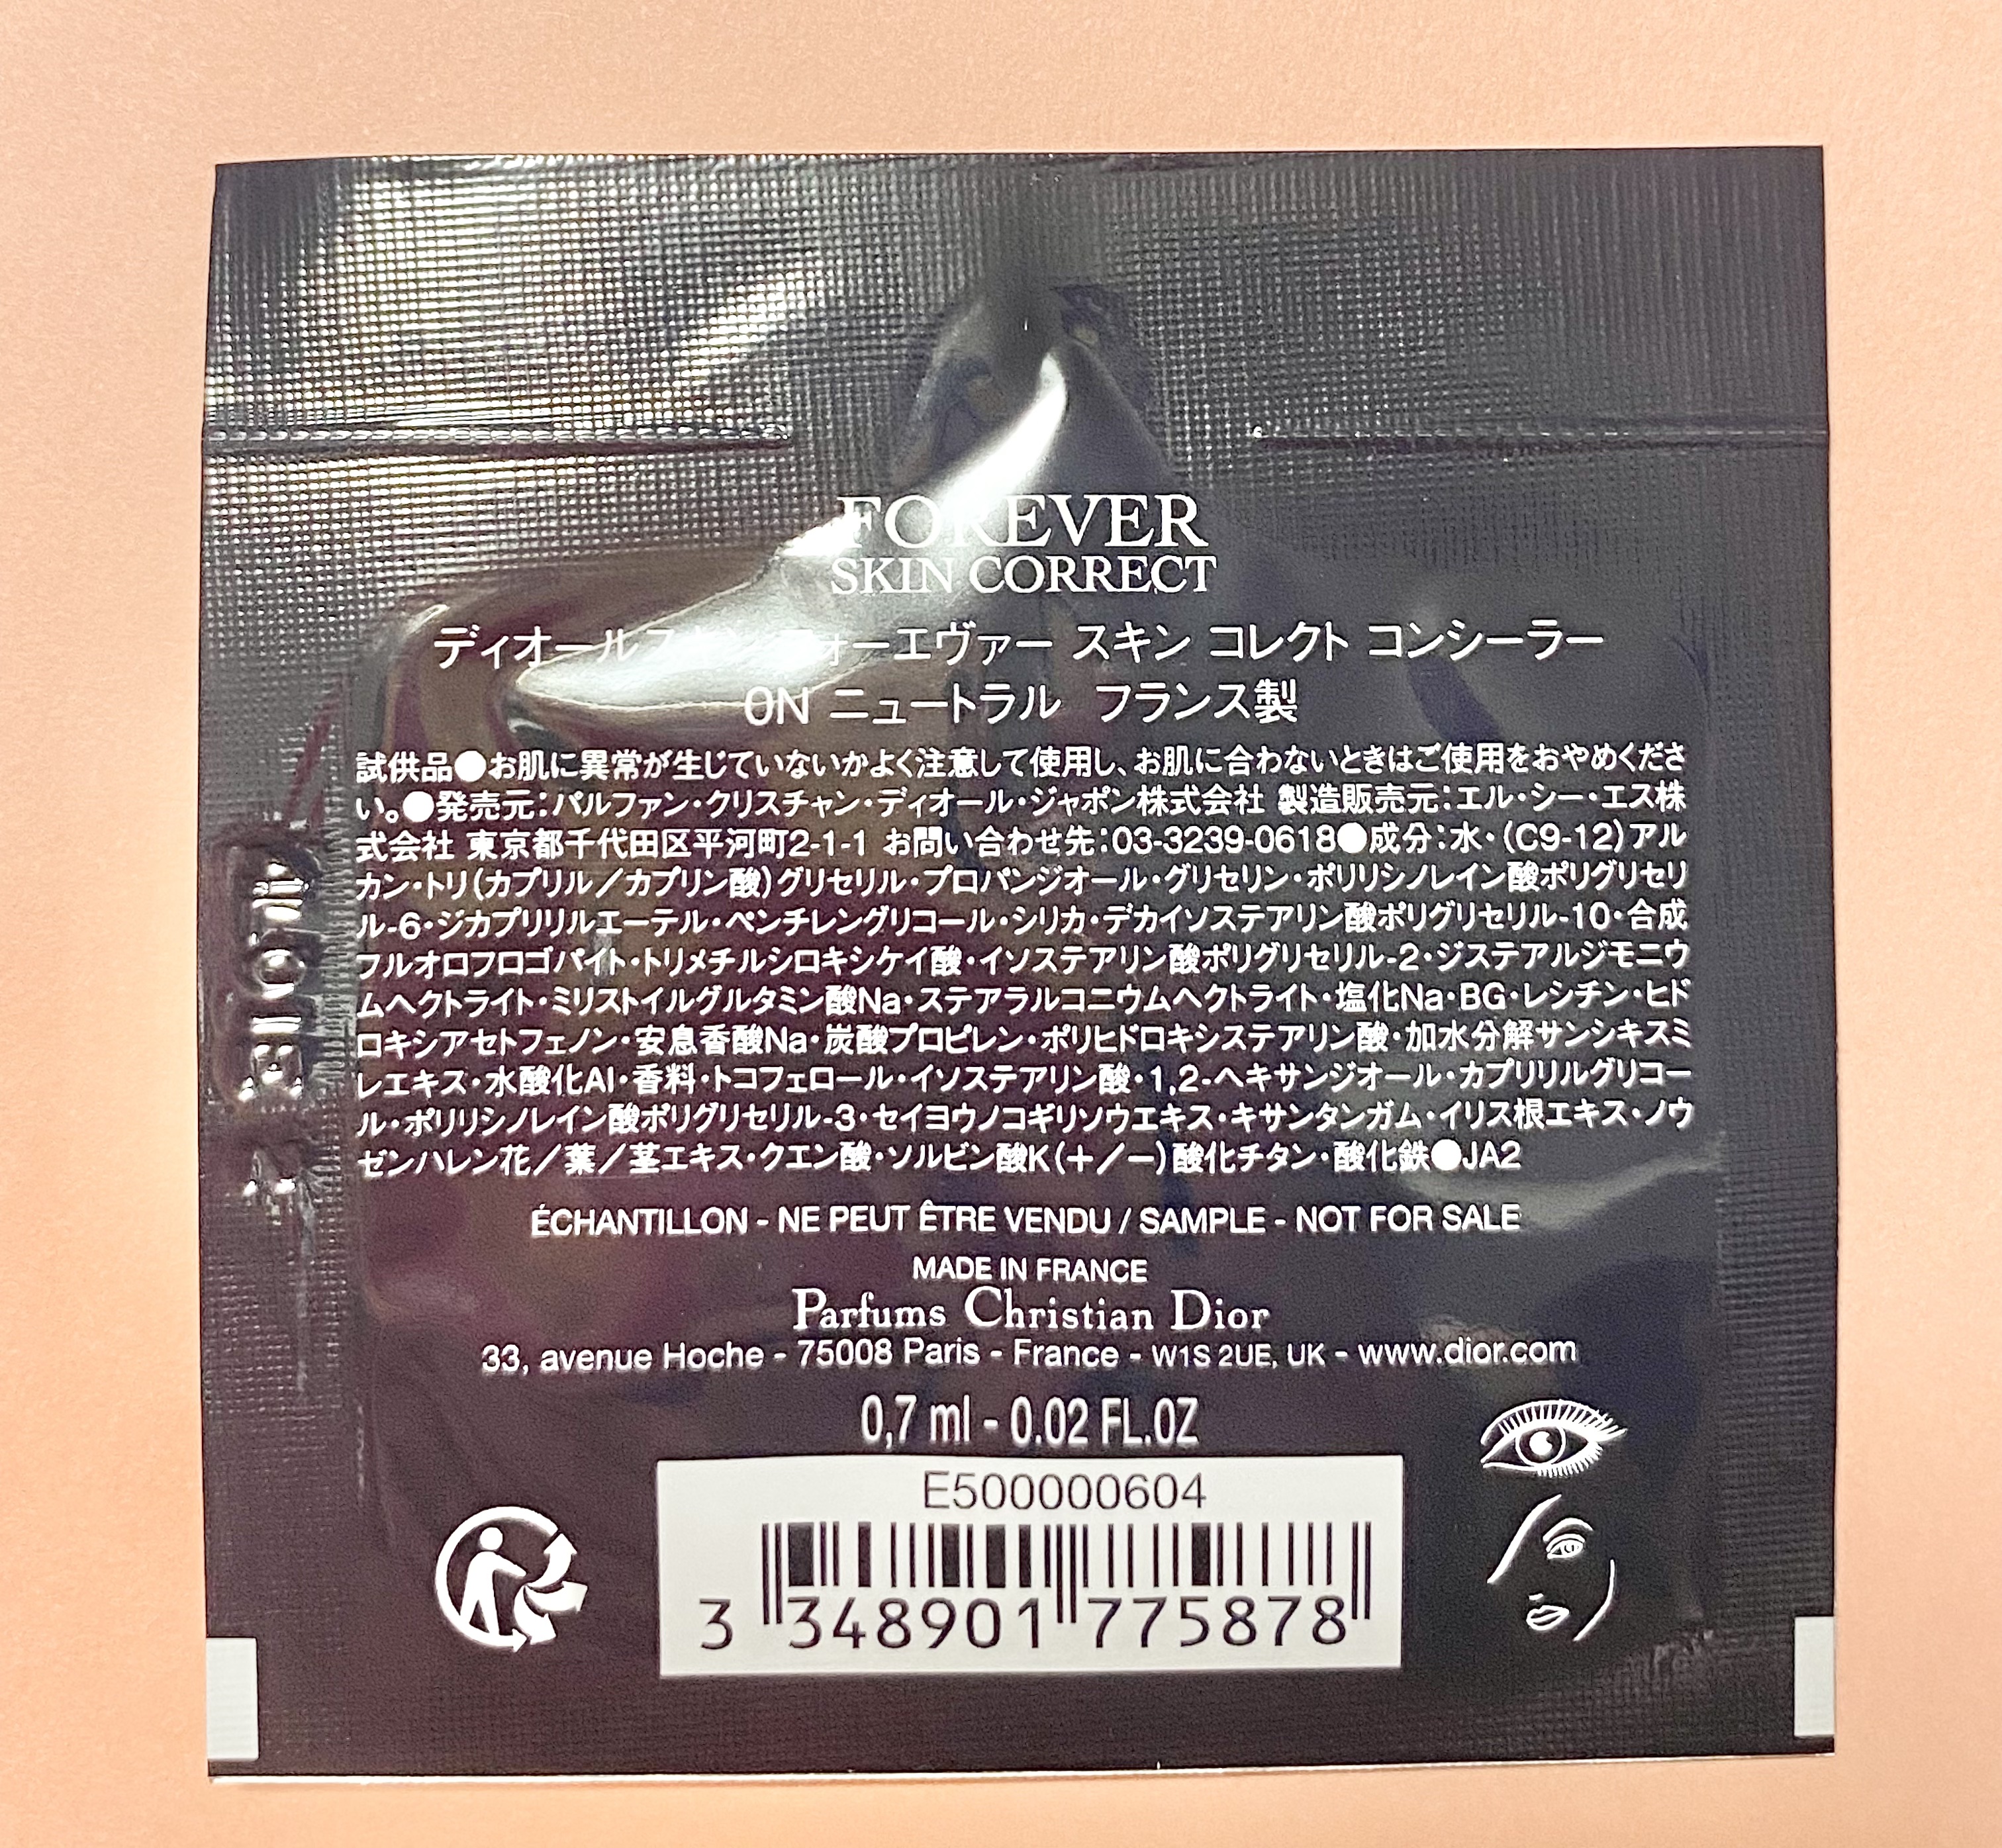 FOREVER
SKIN CORRECT
ディオール スキン フォーエヴァー スキン コレクト コンシーラー
0N ニュートラル フランス製
試供品●お肌に異常が生じていないかよく注意して使用し、お肌に合わないときはご使用をおやめくださ
い。●発売元：パルファン・クリスチャン・ディオール・ジャポン株式会社 製造販売元：エル・シー・エス株
式会社 東京都千代田区平河町2-1-1 お問い合わせ先：03-3239-0618●成分：水・(C9-12)アル
カン・トリ(カプリル／カプリン酸)グリセリル・プロパンジオール・グリセリン・ポリリシノレイン酸ポリグリセリ
ル-6・ジカプリリルエーテル・ペンチレングリコール・シリカ・デカイソステアリン酸ポリグリセリル-10・合成
フルオロフロゴパイト・トリメチルシロキシケイ酸・イソステアリン酸ポリグリセリル-2・ジステアルジモニウ
ムヘクトライト・ミリストイルグルタミン酸Na・ステアラルコニウムヘクトライト・塩化Na・BG・レシチン・ヒド
ロキシアセトフェノン・安息香酸Na・炭酸プロピレン・ポリヒドロキシステアリン酸・加水分解サンシキスミ
レエキス・水酸化Al・香料・トコフェロール・イソステアリン酸・1,2-ヘキサンジオール・カプリリルグリコー
ル・ポリリシノレイン酸ポリグリセリル-3・セイヨウノコギリソウエキス・キサンタンガム・イリス根エキス・ノウ
ゼンハレン花／葉／茎エキス・クエン酸・ソルビン酸K(＋／－)酸化チタン・酸化鉄●JA2
ÉCHANTILLON - NE PEUT ÊTRE VENDU / SAMPLE - NOT FOR SALE
MADE IN FRANCE
Parfums Christian Dior
33, avenue Hoche - 75008 Paris - France - W1S 2UE, UK - www.dior.com
0,7 ml - 0.02 FL.OZ
E500000604
3 348901 775878